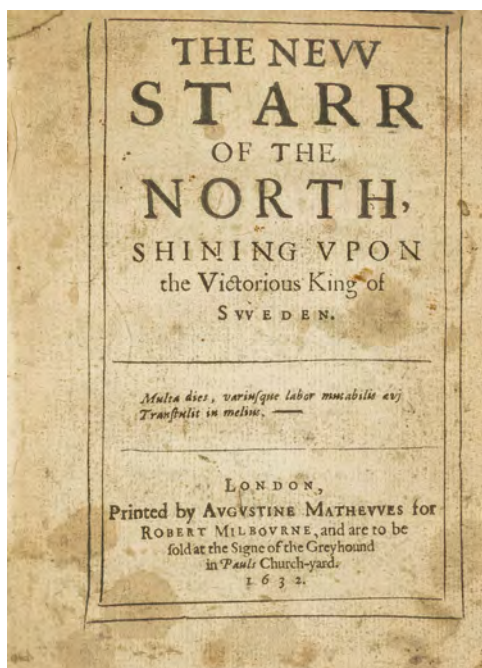 THE NEVV
STARR
OF THE
NORTH,
SHINING VPON
the Victorious King of
SVVEDEN.
Multa dies, variuſque labor mutabilis ævj
Tranſtulit in melius. ——
LONDON,
Printed by AVGVSTINE MATHEVVES for
ROBERT MILBOVRNE, and are to be
ſold at the Signe of the Greyhound
in Pauls Church-yard.
1632.